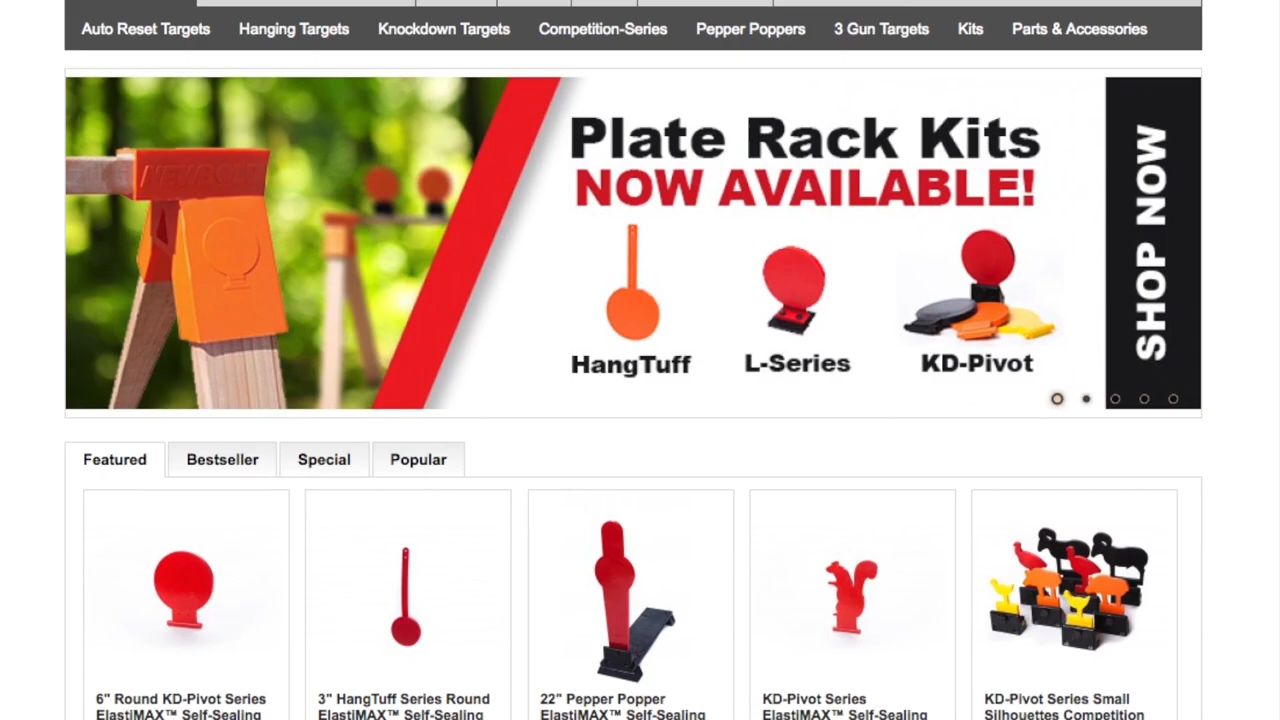 Auto Reset Targets Hanging Targets Knockdown Targets Competition-Series Pepper Poppers 3 Gun Targets Kits Parts & Accessories
NEWBOLD
Plate Rack Kits
NOW AVAILABLE!
HangTuff L-Series KD-Pivot
SHOP NOW
Featured Bestseller Special Popular
6" Round KD-Pivot Series
ElastiMAX™ Self-Sealing
3" HangTuff Series Round
ElastiMAX™ Self-Sealing
22" Pepper Popper
ElastiMAX™ Self-Sealing
KD-Pivot Series
ElastiMAX™ Self-Sealing
KD-Pivot Series Small
Silhouettes Competition